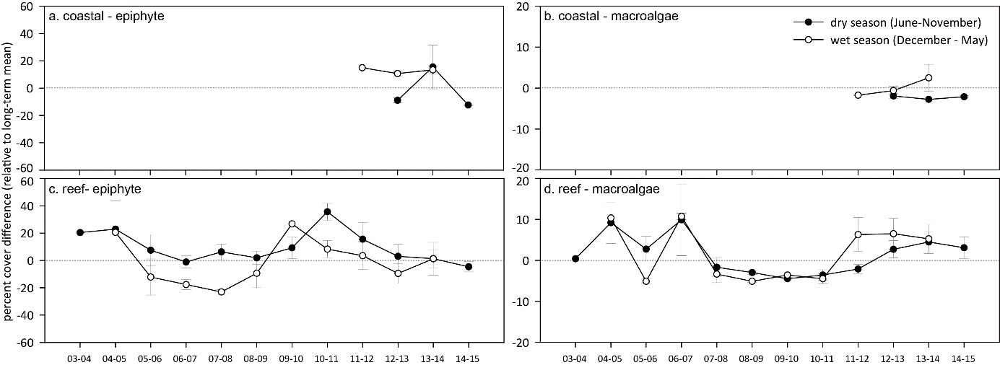 percent cover difference (relative to long-term mean)
a. coastal - epiphyte
60
40
20
0
-20
-40
-60
b. coastal - macroalgae
dry season (June-November)
wet season (December - May)
20
10
0
-10
-20
c. reef- epiphyte
60
40
20
0
-20
-40
-60
03-04 04-05 05-06 06-07 07-08 08-09 09-10 10-11 11-12 12-13 13-14 14-15
d. reef - macroalgae
20
10
0
-10
-20
03-04 04-05 05-06 06-07 07-08 08-09 09-10 10-11 11-12 12-13 13-14 14-15